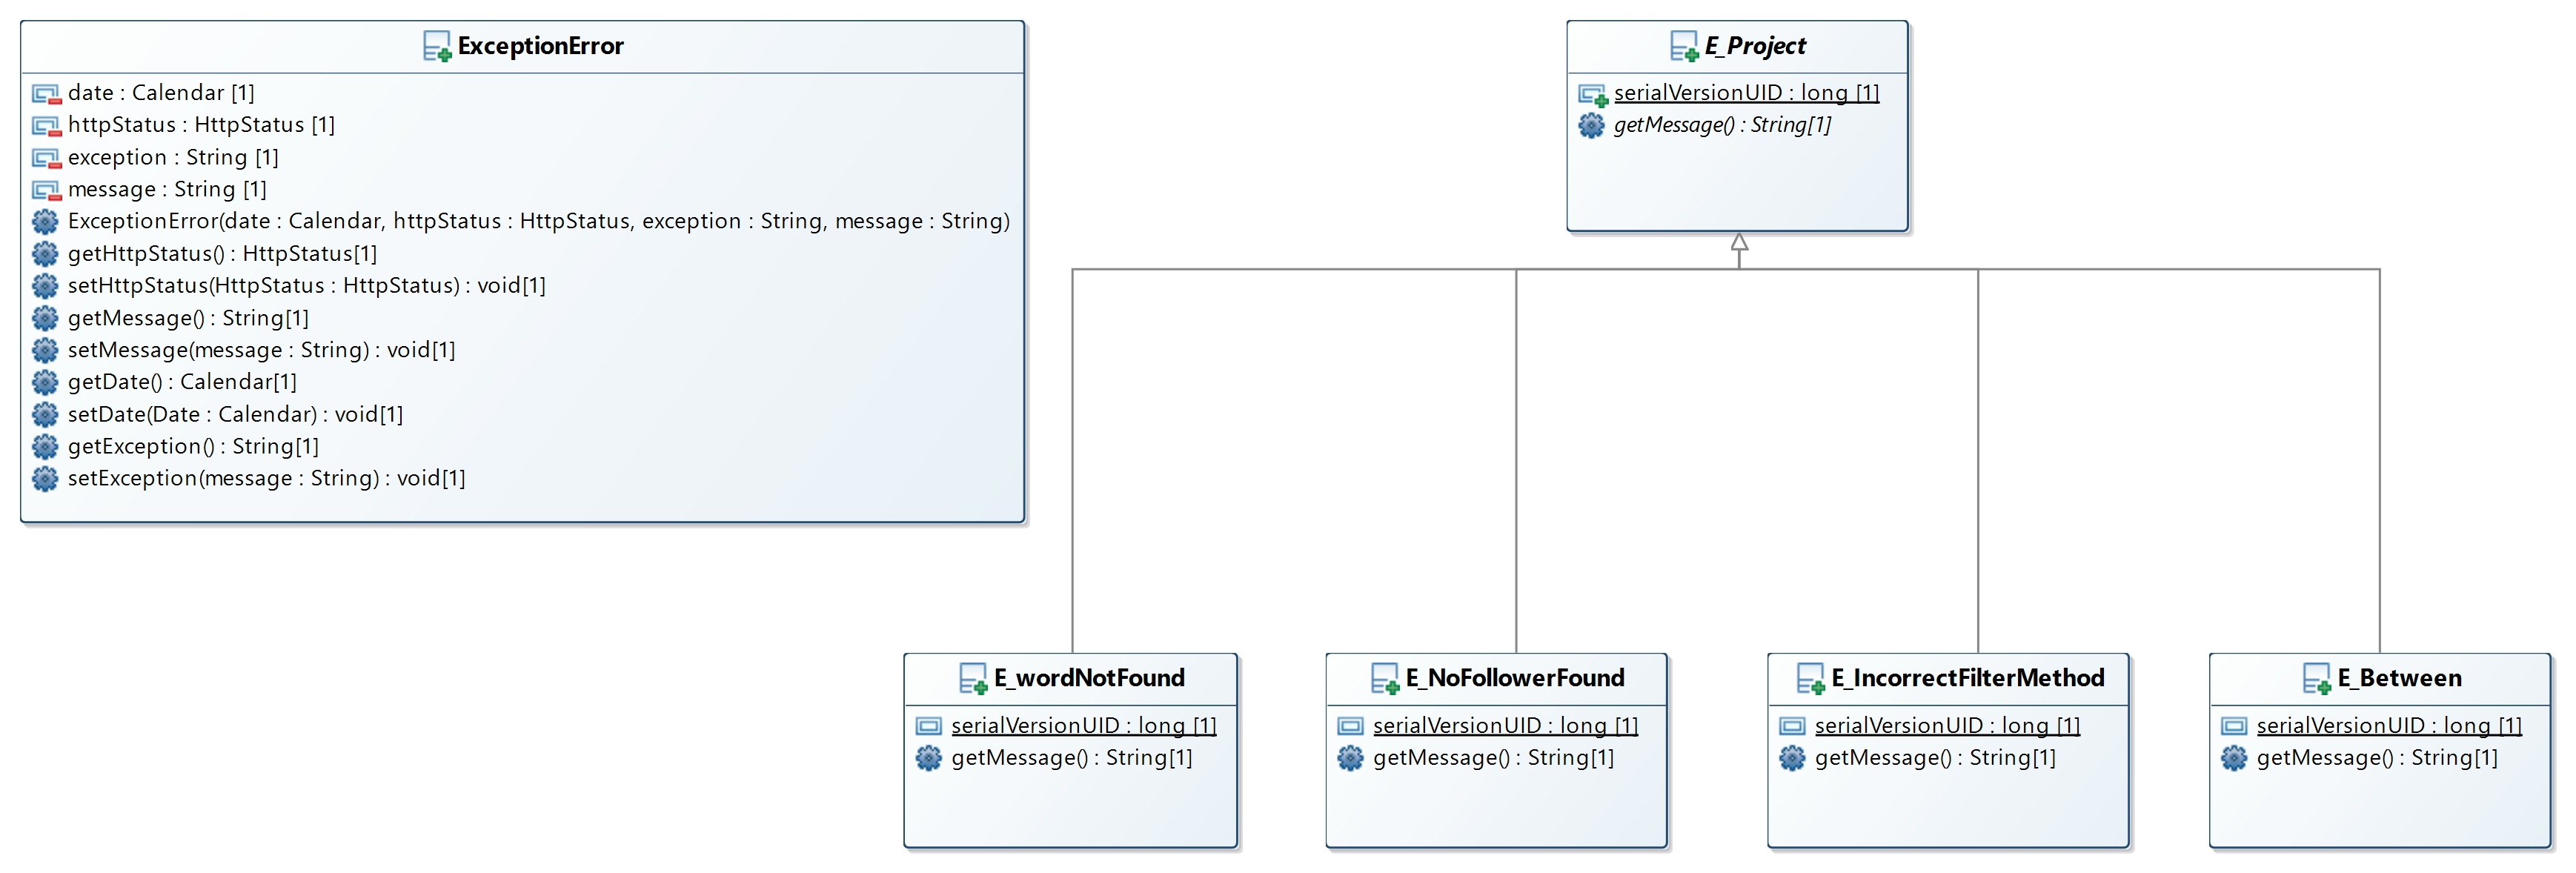 ExceptionError
date : Calendar [1]
httpStatus : HttpStatus [1]
exception : String [1]
message : String [1]
ExceptionError(date : Calendar, httpStatus : HttpStatus, exception : String, message : String)
getHttpStatus() : HttpStatus[1]
setHttpStatus(HttpStatus : HttpStatus) : void[1]
getMessage() : String[1]
setMessage(message : String) : void[1]
getDate() : Calendar[1]
setDate(Date : Calendar) : void[1]
getException() : String[1]
setException(message : String) : void[1]
E_Project
serialVersionUID : long [1]
getMessage() : String[1]
E_wordNotFound
serialVersionUID : long [1]
getMessage() : String[1]
E_NoFollowerFound
serialVersionUID : long [1]
getMessage() : String[1]
E_IncorrectFilterMethod
serialVersionUID : long [1]
getMessage() : String[1]
E_Between
serialVersionUID : long [1]
getMessage() : String[1]